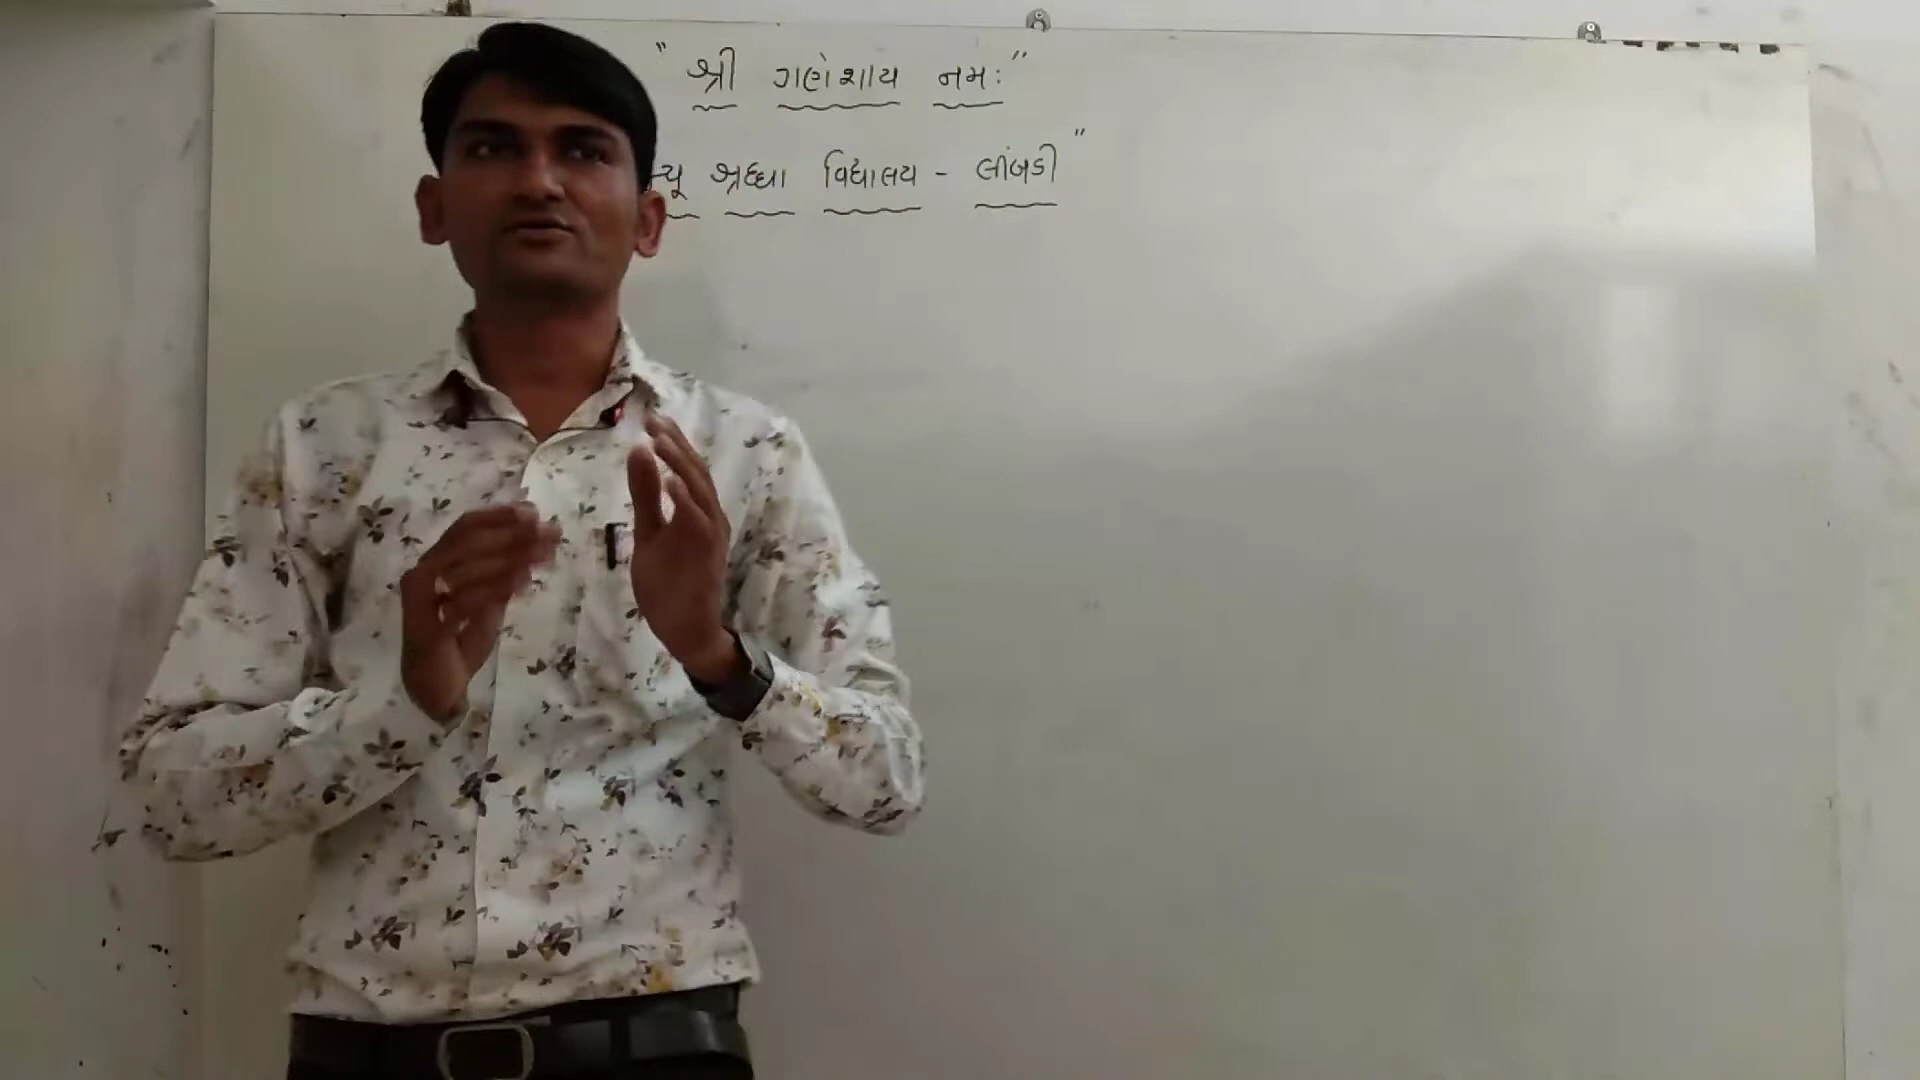 " શ્રી ગણેશાય નમઃ "
ન્યૂ શ્રધ્ધા વિદ્યાલય - લીંબડી "